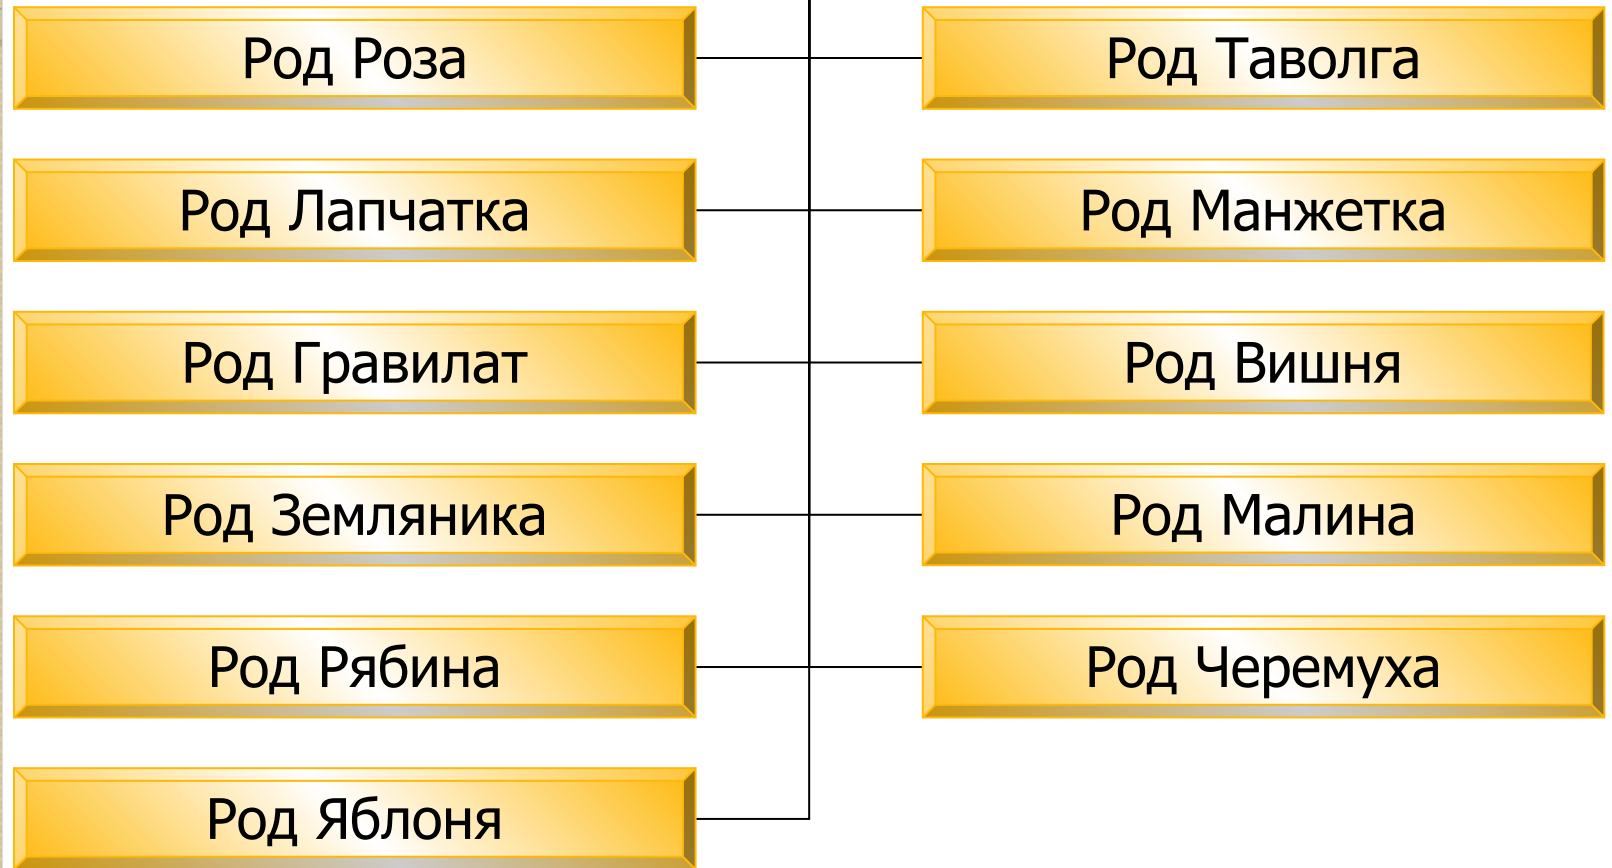 Род Роза
Род Таволга
Род Лапчатка
Род Манжетка
Род Гравилат
Род Вишня
Род Земляника
Род Малина
Род Рябина
Род Черемуха
Род Яблоня